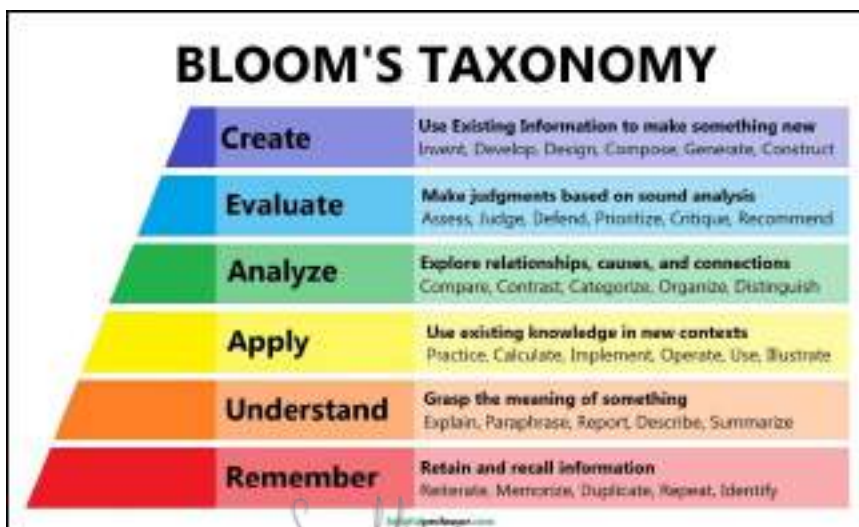 BLOOM'S TAXONOMY
Create
Use Existing Information to make something new
Invent, Develop, Design, Compose, Generate, Construct
Evaluate
Make judgments based on sound analysis
Assess, Judge, Defend, Prioritize, Critique, Recommend
Analyze
Explore relationships, causes, and connections
Compare, Contrast, Categorize, Organize, Distinguish
Apply
Use existing knowledge in new contexts
Practice, Calculate, Implement, Operate, Use, Illustrate
Understand
Grasp the meaning of something
Explain, Paraphrase, Report, Describe, Summarize
Remember
Retain and recall information
Reiterate, Memorize, Duplicate, Repeat, Identify
helpfulprofessor.com